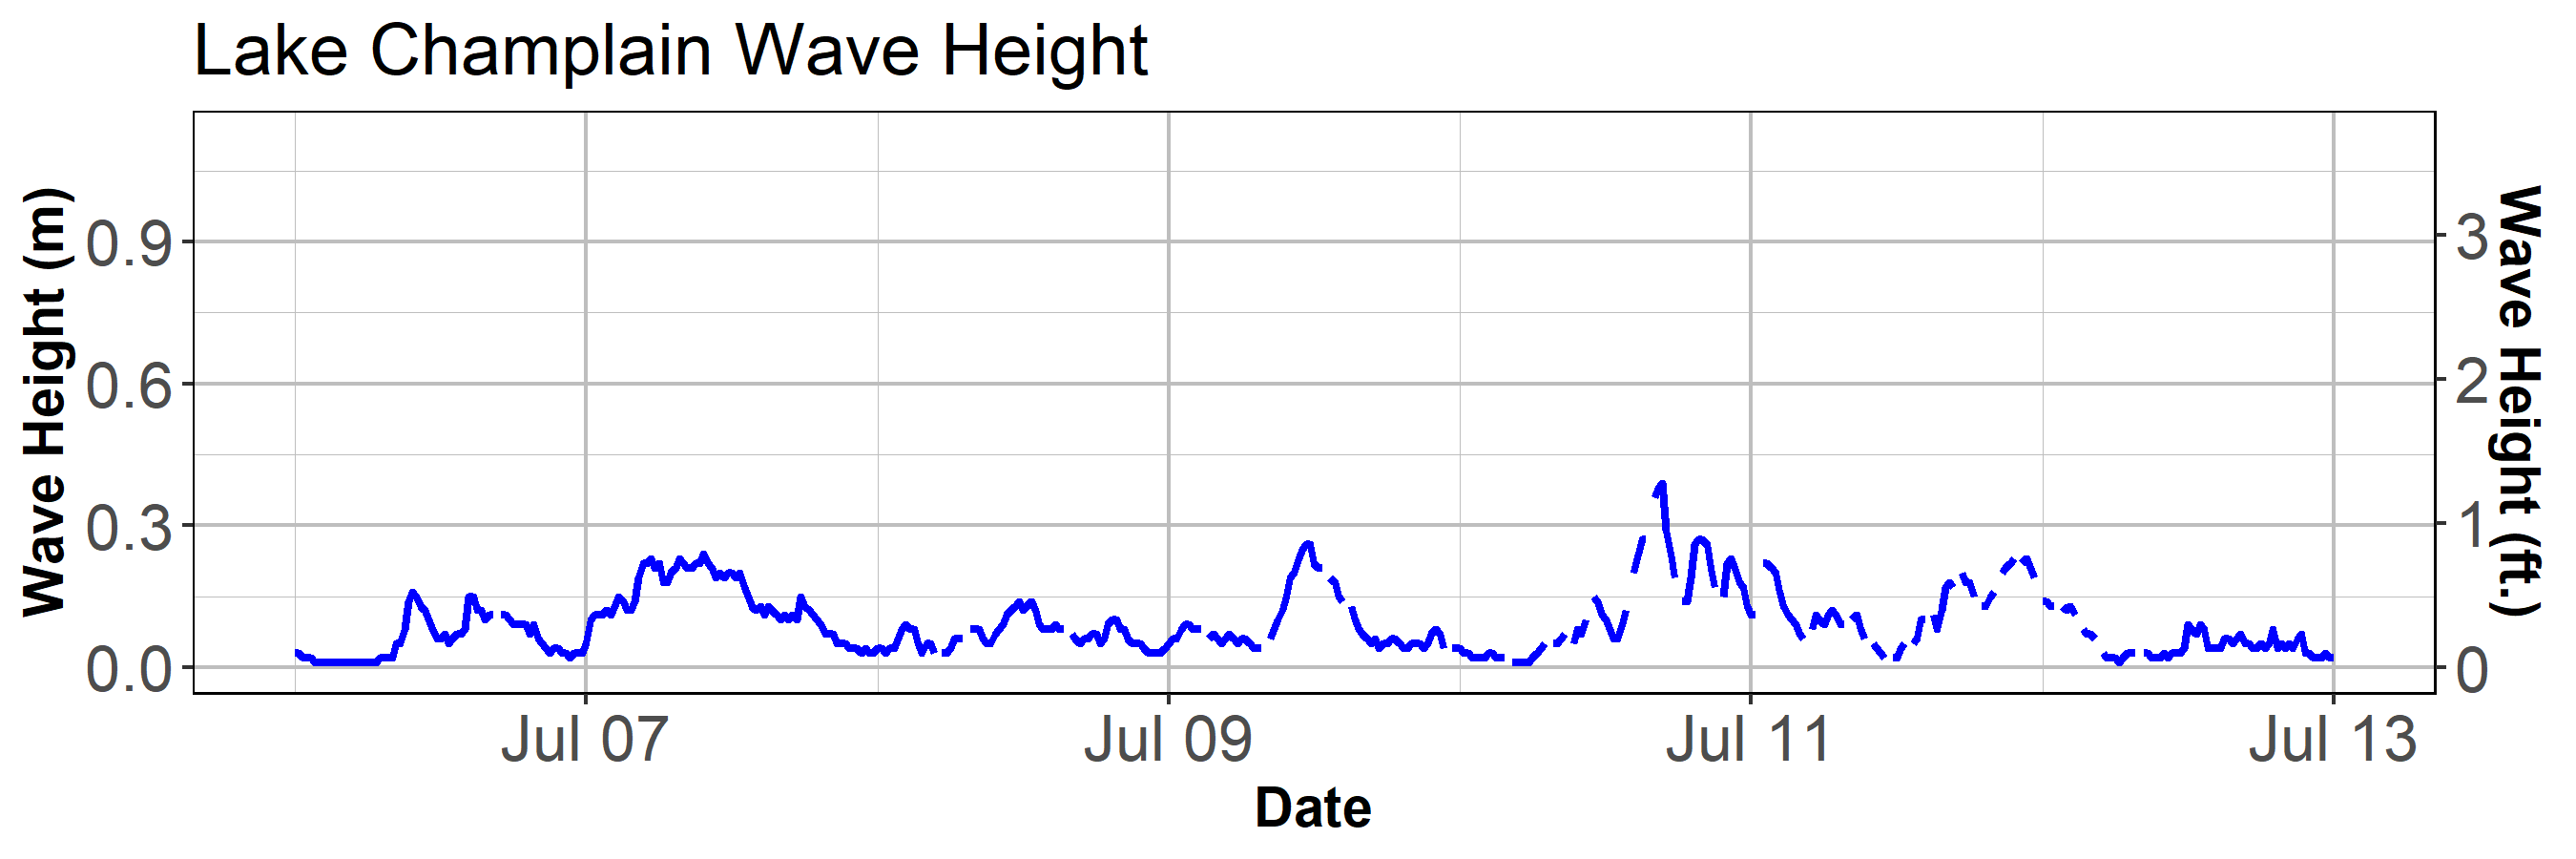 Lake Champlain Wave Height
Wave Height (m)
0.9
0.6
0.3
0.0
3
2
1
0
Wave Height (ft.)
Jul 07
Jul 09
Jul 11
Jul 13
Date